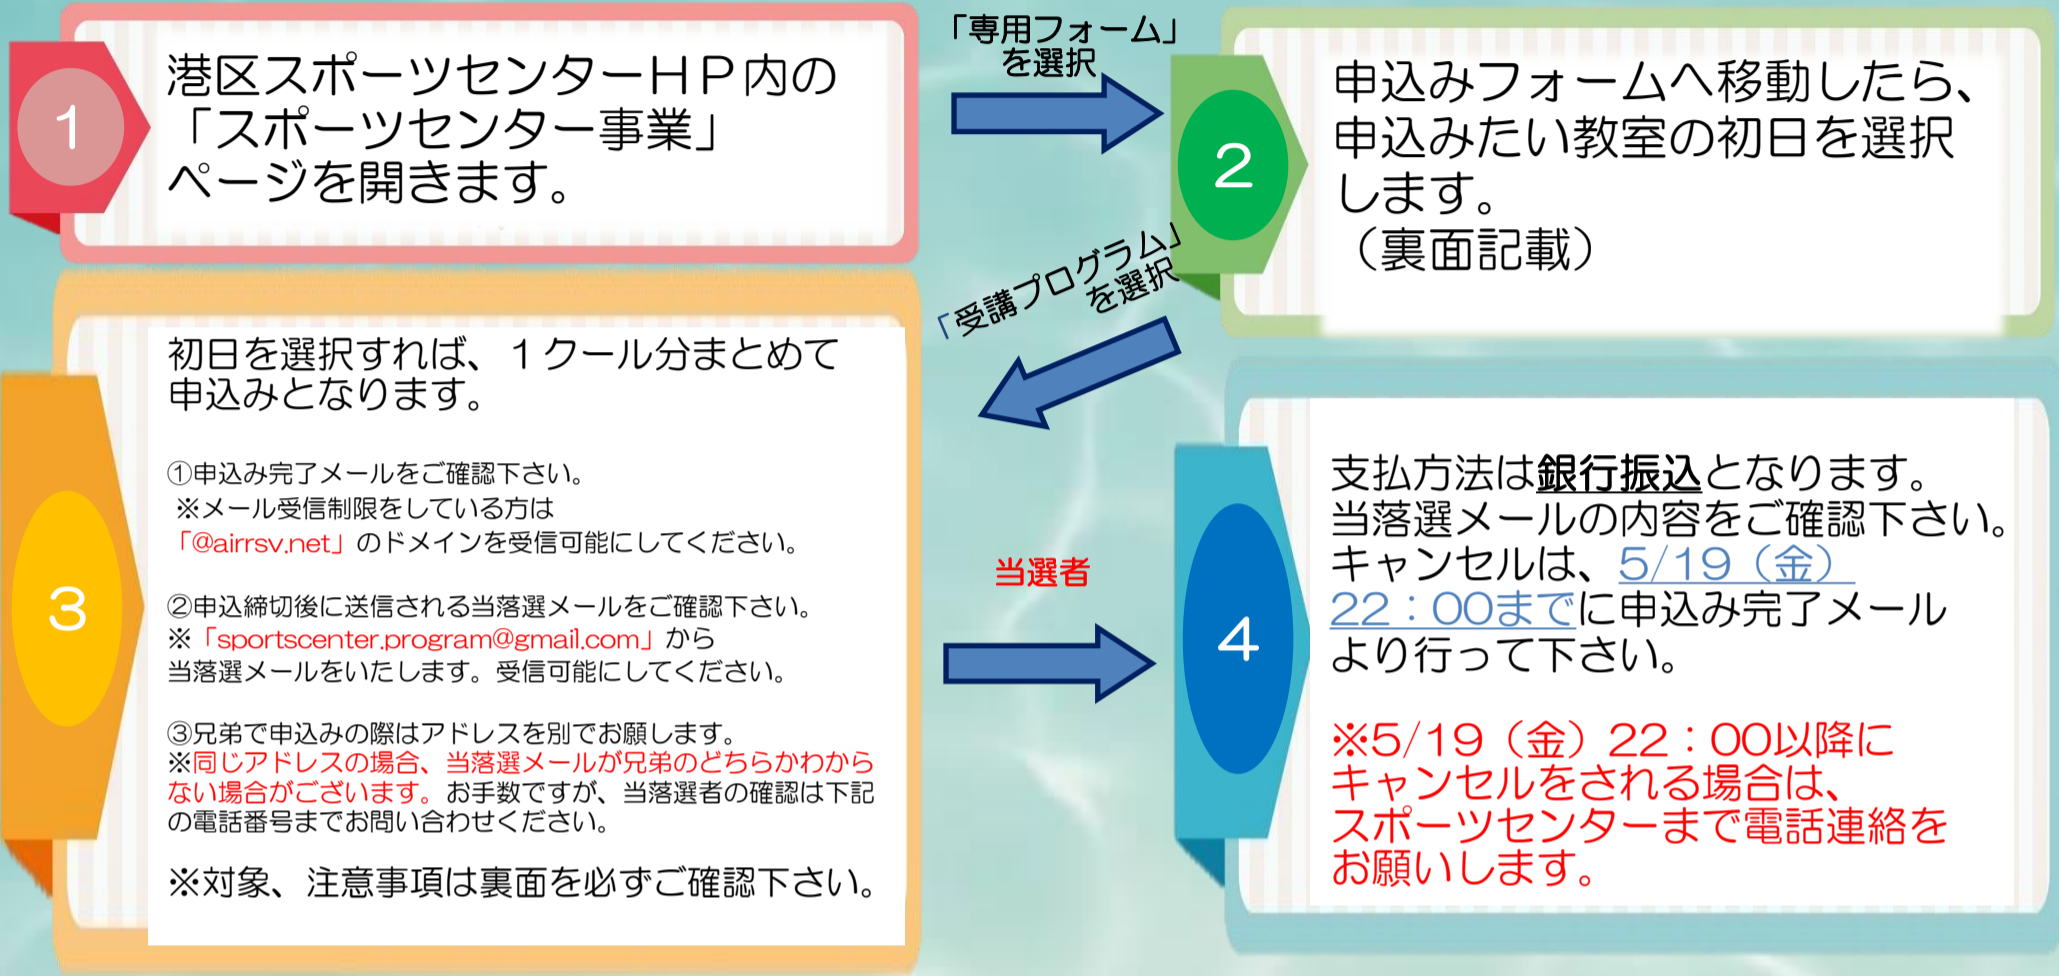 1
港区スポーツセンターＨＰ内の
「スポーツセンター事業」
ページを開きます。
「専用フォーム」
を選択
2
申込みフォームへ移動したら、
申込みたい教室の初日を選択
します。
（裏面記載）
「受講プログラム」
を選択
3
初日を選択すれば、１クール分まとめて
申込みとなります。
①申込み完了メールをご確認下さい。
※メール受信制限をしている方は
「@airrsv.net」のドメインを受信可能にしてください。
②申込締切後に送信される当落選メールをご確認下さい。
※「sportscenter.program@gmail.com」から
当落選メールをいたします。受信可能にしてください。
③兄弟で申込みの際はアドレスを別でお願します。
※同じアドレスの場合、当落選メールが兄弟のどちらかわから
ない場合がございます。お手数ですが、当落選者の確認は下記
の電話番号までお問い合わせください。
※対象、注意事項は裏面を必ずご確認下さい。
当選者
4
支払方法は銀行振込となります。
当落選メールの内容をご確認下さい。
キャンセルは、5/19（金）
22：00までに申込み完了メール
より行って下さい。
※5/19（金）22：00以降に
キャンセルをされる場合は、
スポーツセンターまで電話連絡を
お願いします。